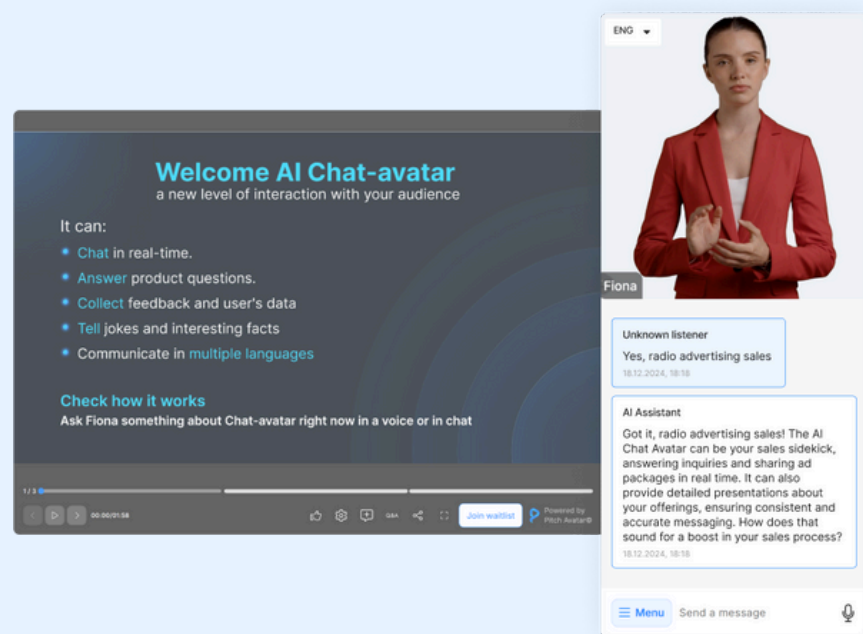 Welcome AI Chat-avatar
a new level of interaction with your audience
It can:
Chat in real-time.
Answer product questions.
Collect feedback and user's data
Tell jokes and interesting facts
Communicate in multiple languages
Check how it works
Ask Fiona something about Chat-avatar right now in a voice or in chat
1/3
00:00/01:58
Q&A
Join waitlist
Powered by
Pitch Avatar©
ENG
Fiona
Unknown listener
Yes, radio advertising sales
18.12.2024, 18:18
AI Assistant
Got it, radio advertising sales! The AI
Chat Avatar can be your sales sidekick,
answering inquiries and sharing ad
packages in real time. It can also
provide detailed presentations about
your offerings, ensuring consistent and
accurate messaging. How does that
sound for a boost in your sales process?
18.12.2024, 18:18
Menu
Send a message